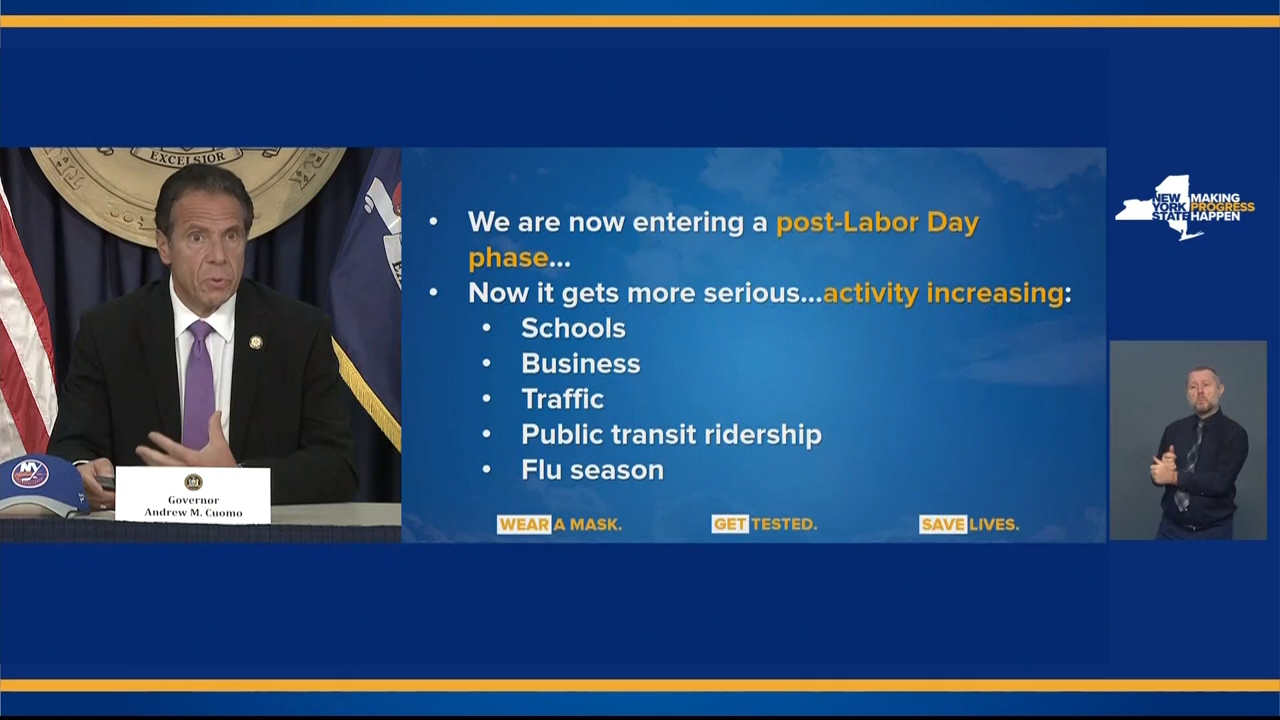 EXCELSIOR
NY
Governor
Andrew M. Cuomo
• We are now entering a post-Labor Day
phase...
• Now it gets more serious...activity increasing:
• Schools
• Business
• Traffic
• Public transit ridership
• Flu season
WEAR A MASK.
GET TESTED.
SAVE LIVES.
NEW
YORK
STATE
MAKING
PROGRESS
HAPPEN